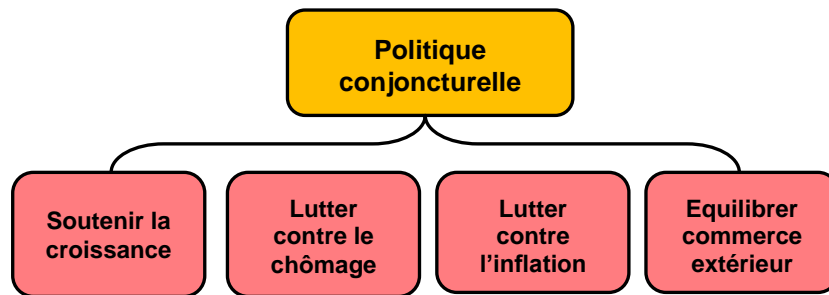 Politique
conjoncturelle
Soutenir la
croissance
Lutter
contre le
chômage
Lutter
contre
l’inflation
Equilibrer
commerce
extérieur